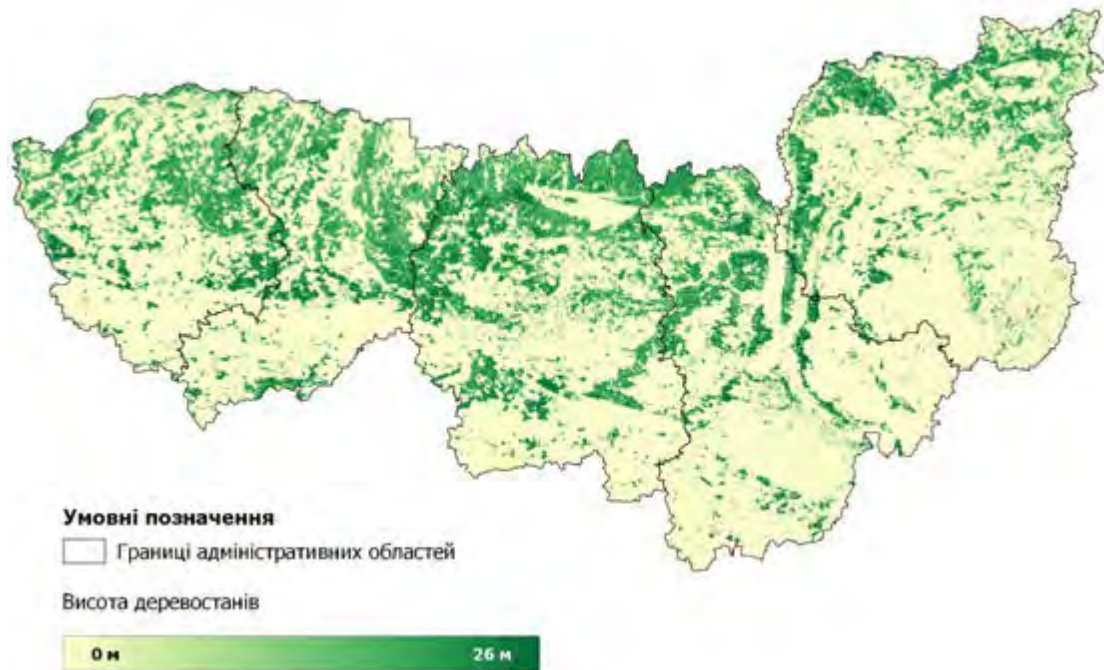 Умовні позначення
Границі адміністративних областей
Висота деревостанів
0 м 26 м